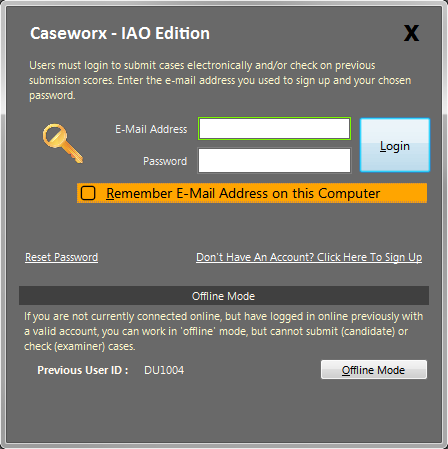 Caseworx - IAO Edition
X
Users must login to submit cases electronically and/or check on previous
submission scores. Enter the e-mail address you used to sign up and your chosen
password.
E-Mail Address
Password
Login
Remember E-Mail Address on this Computer
Reset Password
Don't Have An Account? Click Here To Sign Up
Offline Mode
If you are not currently connected online, but have logged in online previously with
a valid account, you can work in 'offline' mode, but cannot submit (candidate) or
check (examiner) cases.
Previous User ID : DU1004
Offline Mode